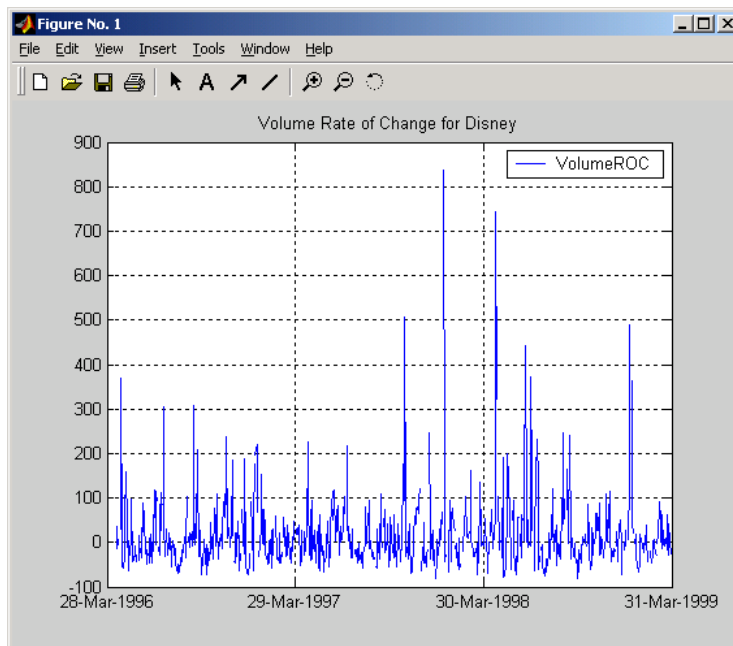 Figure No. 1
File Edit View Insert Tools Window Help
A
Volume Rate of Change for Disney
VolumeROC
900
800
700
600
500
400
300
200
100
0
-100
28-Mar-1996 29-Mar-1997 30-Mar-1998 31-Mar-1999